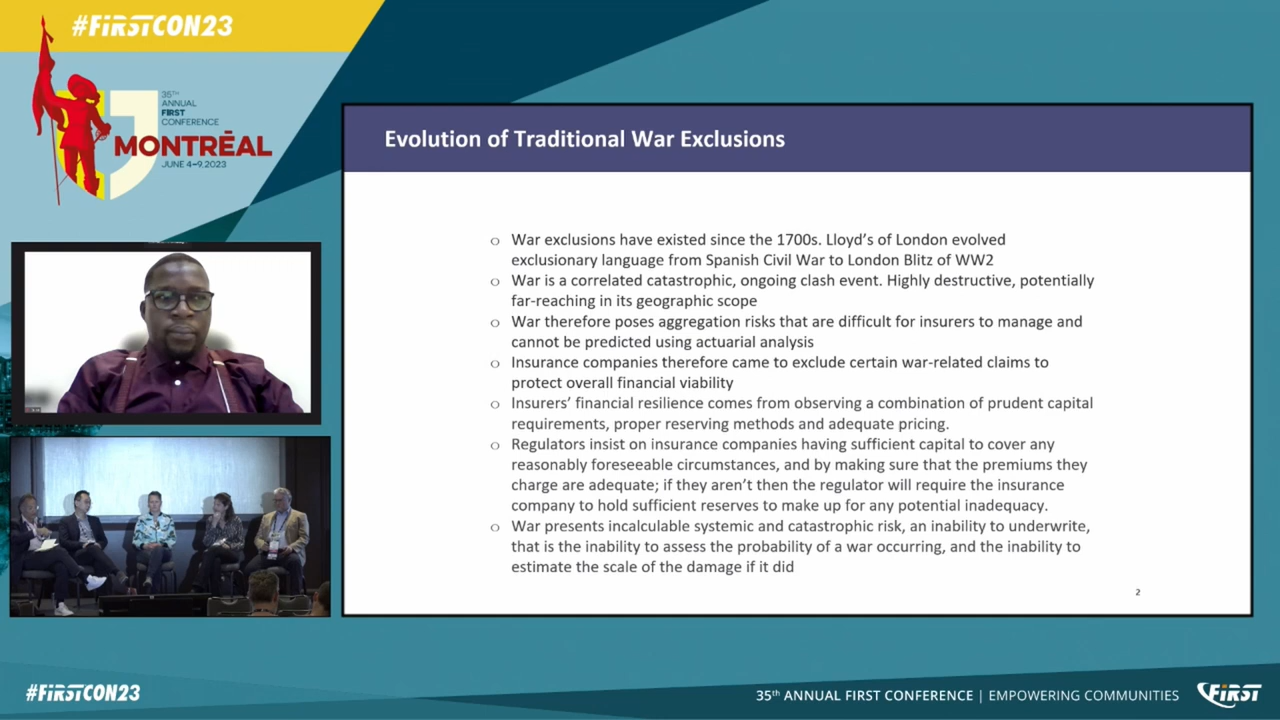 #FiRSTCON23
35TH
ANNUAL
FIRST
CONFERENCE
MONTRĒAL
JUNE 4–9,2023
Evolution of Traditional War Exclusions
o War exclusions have existed since the 1700s. Lloyd’s of London evolved
exclusionary language from Spanish Civil War to London Blitz of WW2
o War is a correlated catastrophic, ongoing clash event. Highly destructive, potentially
far-reaching in its geographic scope
o War therefore poses aggregation risks that are difficult for insurers to manage and
cannot be predicted using actuarial analysis
o Insurance companies therefore came to exclude certain war-related claims to
protect overall financial viability
o Insurers’ financial resilience comes from observing a combination of prudent capital
requirements, proper reserving methods and adequate pricing.
o Regulators insist on insurance companies having sufficient capital to cover any
reasonably foreseeable circumstances, and by making sure that the premiums they
charge are adequate; if they aren’t then the regulator will require the insurance
company to hold sufficient reserves to make up for any potential inadequacy.
o War presents incalculable systemic and catastrophic risk, an inability to underwrite,
that is the inability to assess the probability of a war occurring, and the inability to
estimate the scale of the damage if it did
2
#FiRSTCON23
35th ANNUAL FIRST CONFERENCE | EMPOWERING COMMUNITIES
FiRST